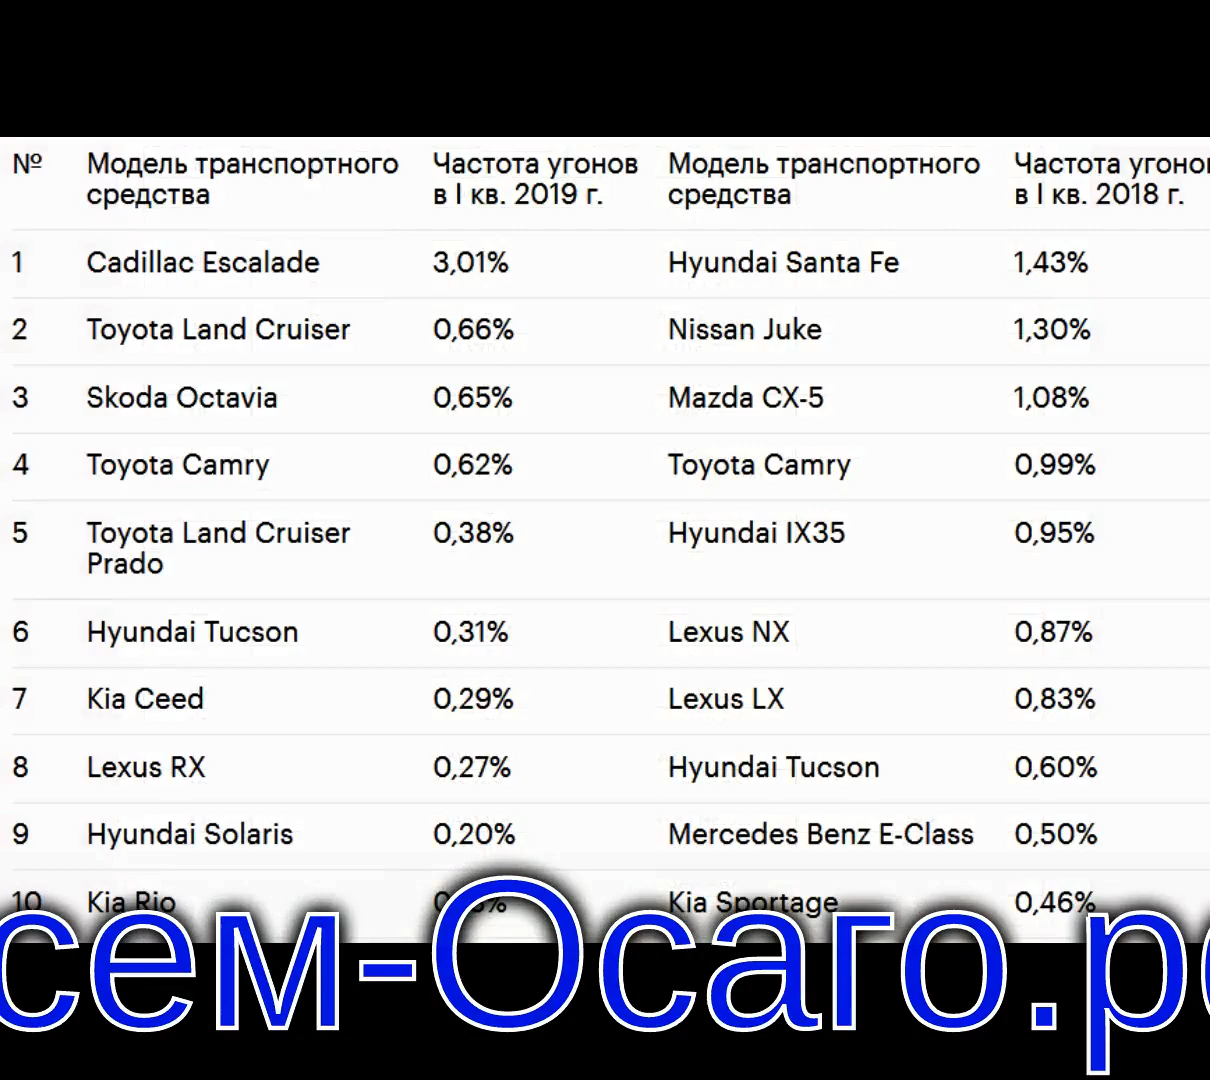 № Модель транспортного средства Частота угонов в I кв. 2019 г. Модель транспортного средства Частота угонов в I кв. 2018 г.
1 Cadillac Escalade 3,01% Hyundai Santa Fe 1,43%
2 Toyota Land Cruiser 0,66% Nissan Juke 1,30%
3 Skoda Octavia 0,65% Mazda CX-5 1,08%
4 Toyota Camry 0,62% Toyota Camry 0,99%
5 Toyota Land Cruiser Prado 0,38% Hyundai IX35 0,95%
6 Hyundai Tucson 0,31% Lexus NX 0,87%
7 Kia Ceed 0,29% Lexus LX 0,83%
8 Lexus RX 0,27% Hyundai Tucson 0,60%
9 Hyundai Solaris 0,20% Mercedes Benz E-Class 0,50%
10 Kia Rio Kia Sportage 0,46%
сем-Осаго.р